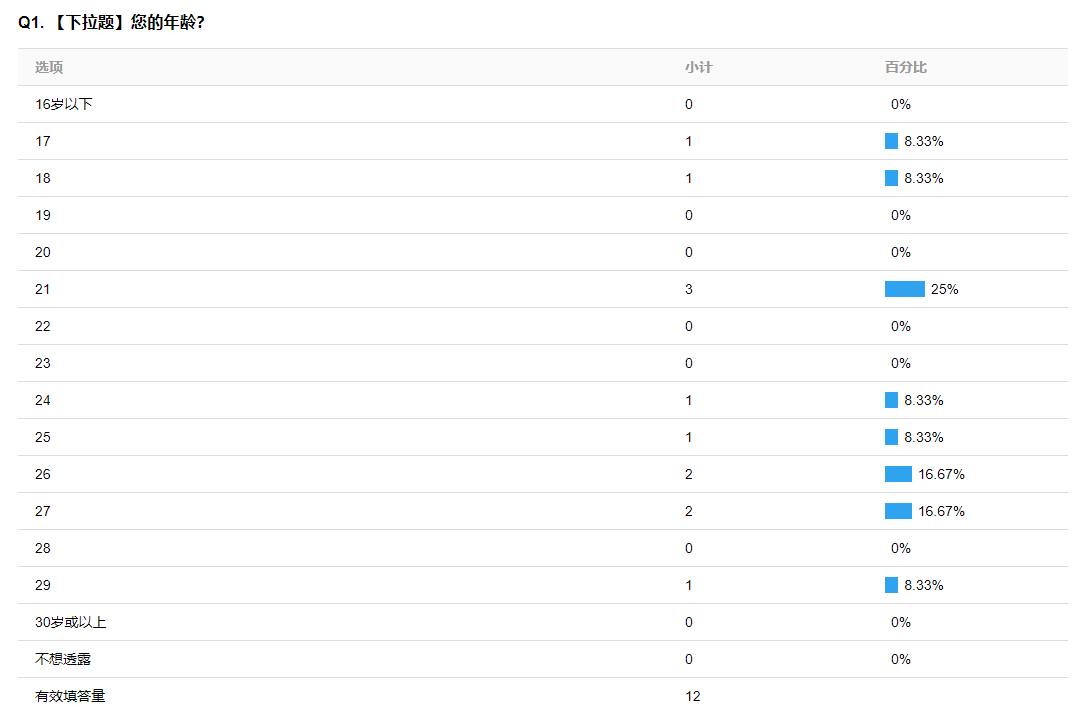 Q1. 【下拉题】您的年龄?
选项 小计 百分比
16岁以下 0 0%
17 1 8.33%
18 1 8.33%
19 0 0%
20 0 0%
21 3 25%
22 0 0%
23 0 0%
24 1 8.33%
25 1 8.33%
26 2 16.67%
27 2 16.67%
28 0 0%
29 1 8.33%
30岁或以上 0 0%
不想透露 0 0%
有效填答量 12